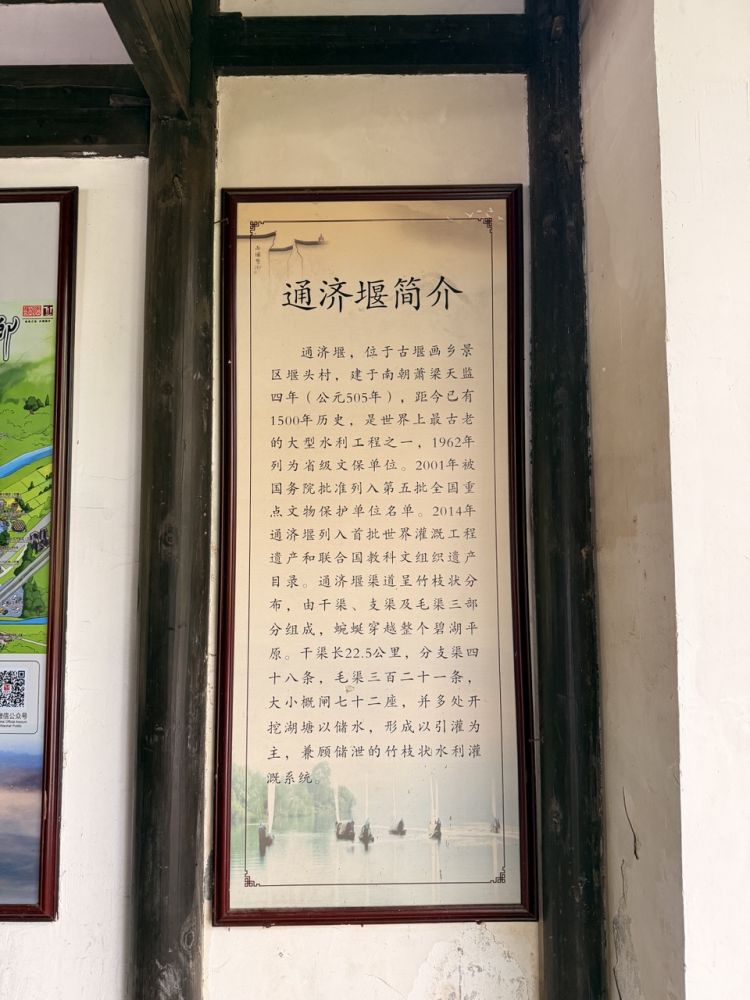 通济堰简介
通济堰，位于古堰画乡景
区堰头村，建于南朝萧梁天监
四年（公元505年），距今已有
1500年历史，是世界上最古老
的大型水利工程之一，1962年
列为省级文保单位。2001年被
国务院批准列入第五批全国重
点文物保护单位名单。2014年
通济堰列入首批世界灌溉工程
遗产和联合国教科文组织遗产
目录。通济堰渠道呈竹枝状分
布，由干渠、支渠及毛渠三部
分组成，蜿蜒穿越整个碧湖平
原。干渠长22.5公里，分支渠四
十八条，毛渠三百二十一条，
大小概闸七十二座，并多处开
挖湖塘以储水，形成以引灌为
主，兼顾储泄的竹枝状水利灌
溉系统。
微信公众号